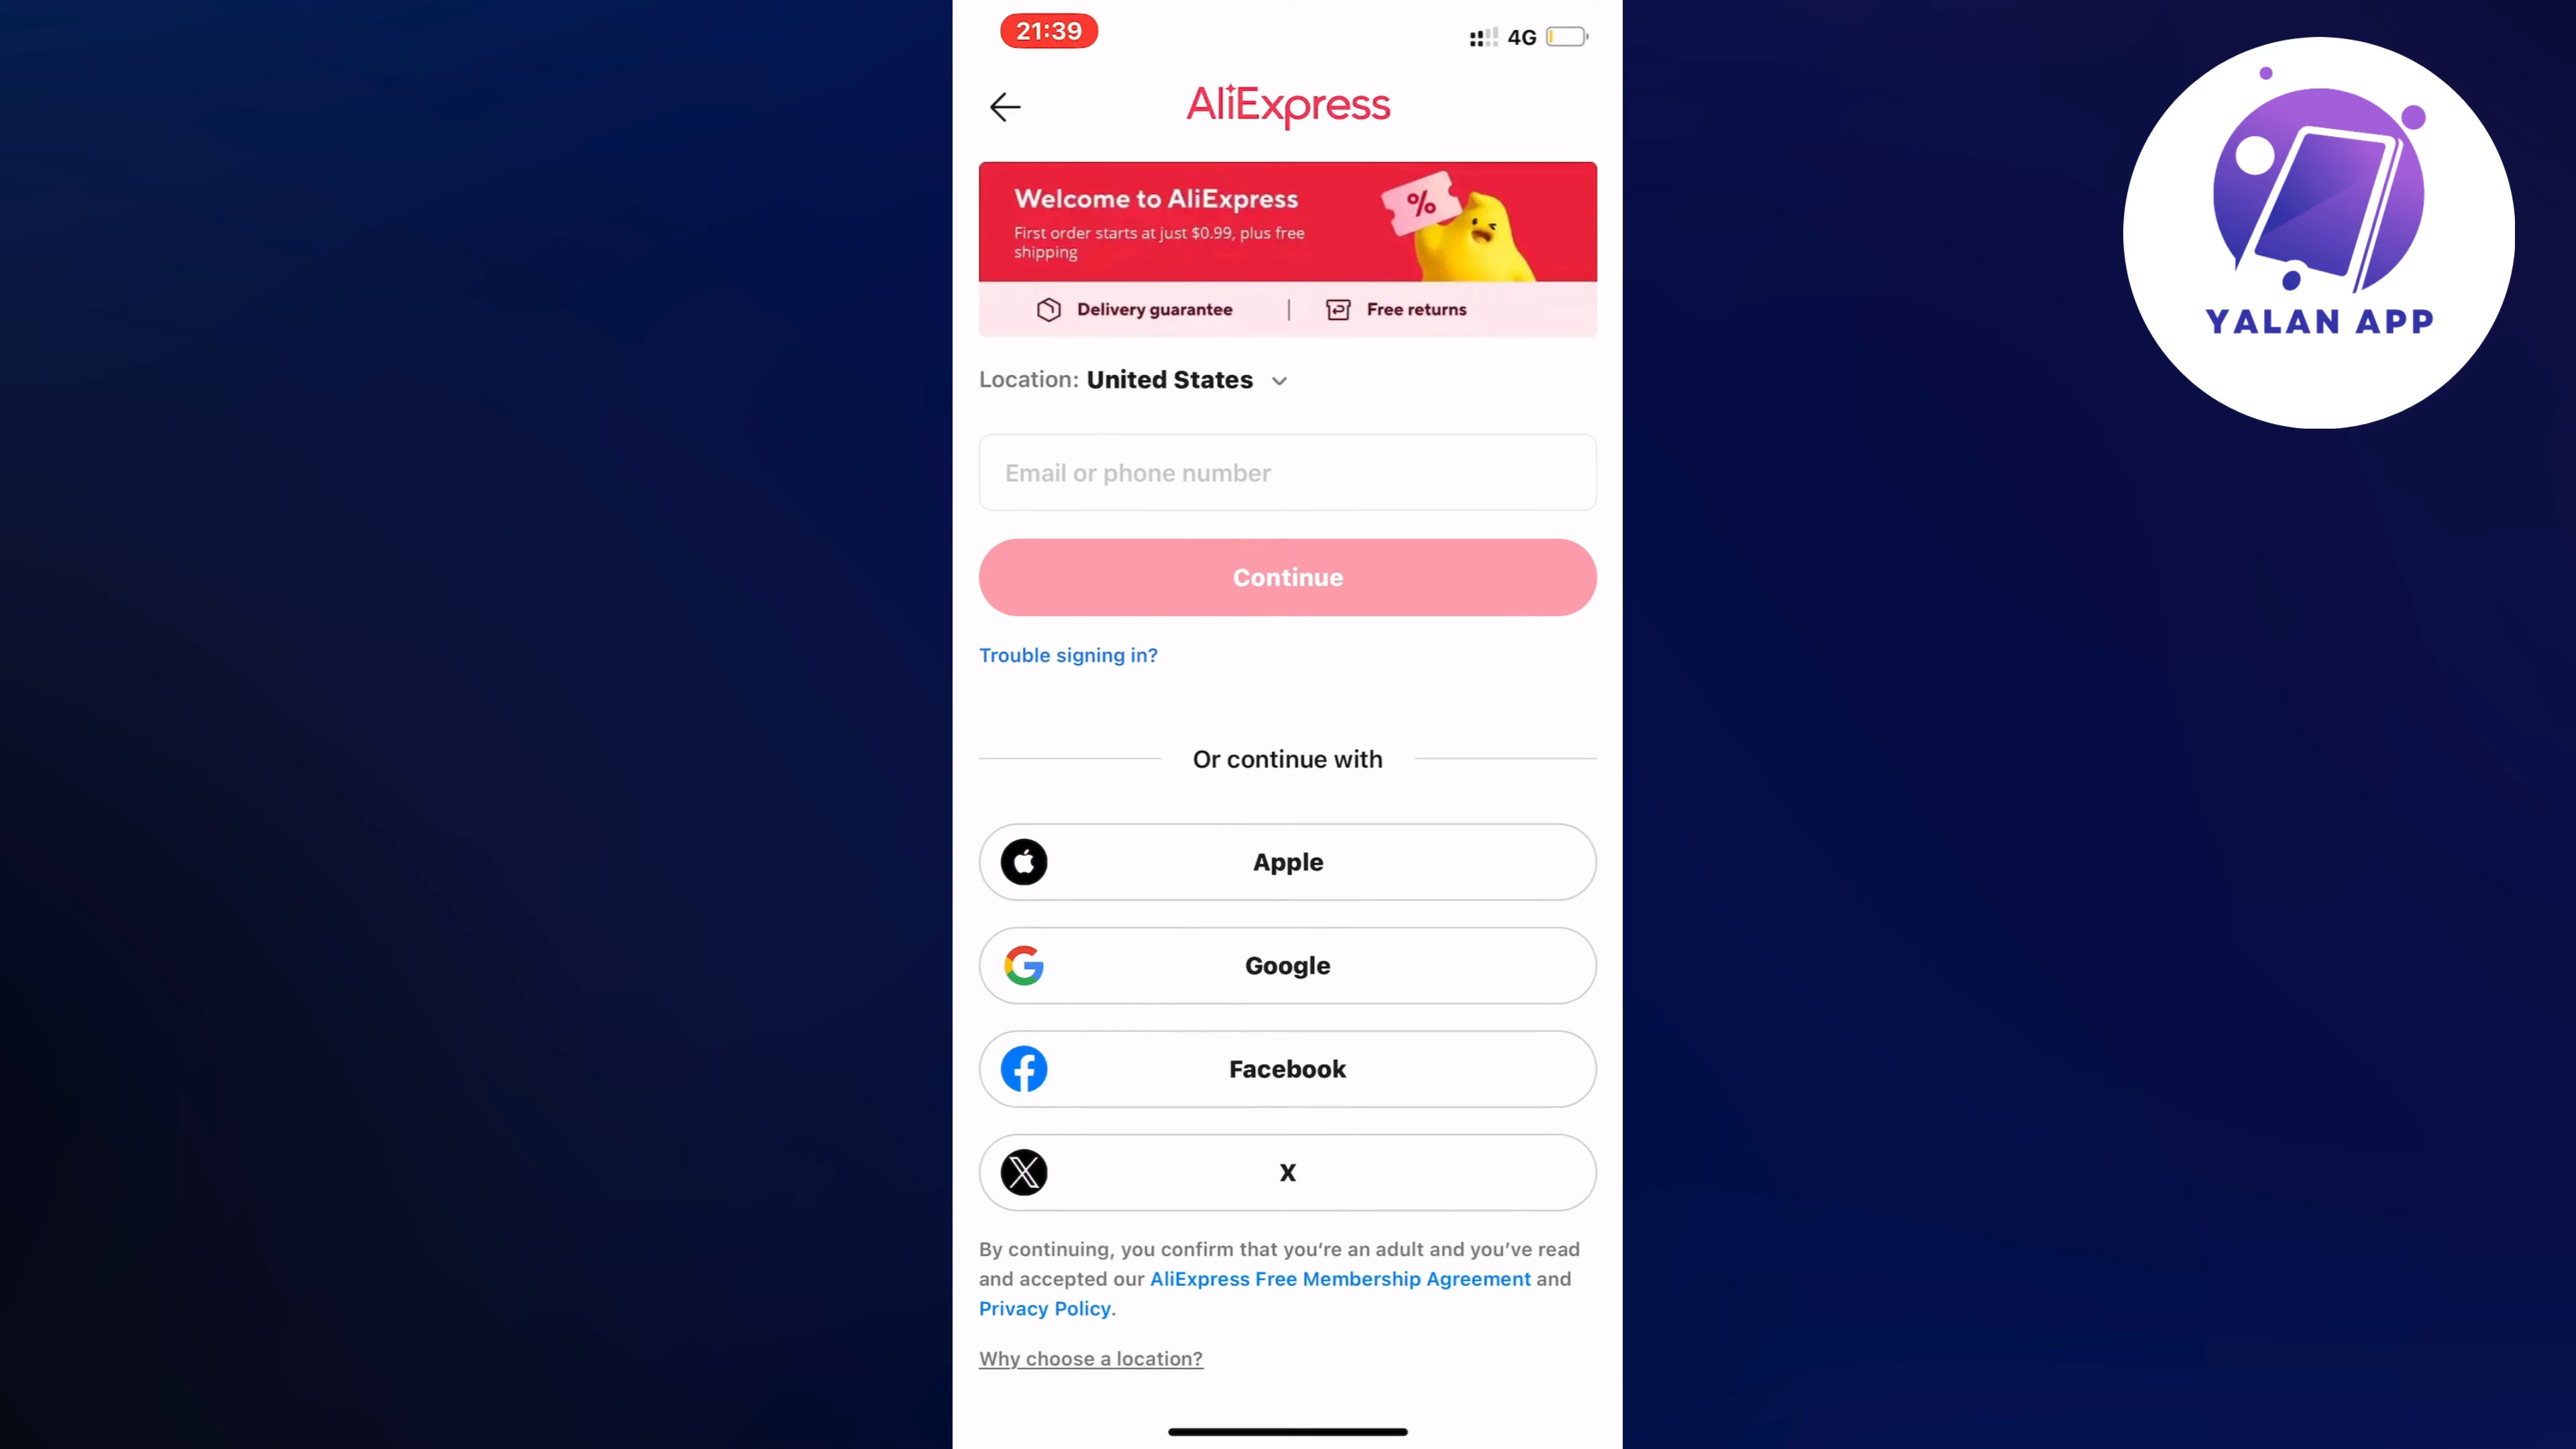 21:39
4G
AliExpress
Welcome to AliExpress
%
First order starts at just $0.99, plus free
shipping
Delivery guarantee | Free returns
Location: United States
Email or phone number
Continue
Trouble signing in?
Or continue with
Apple
Google
Facebook
X
By continuing, you confirm that you're an adult and you've read
and accepted our AliExpress Free Membership Agreement and
Privacy Policy.
Why choose a location?
YALAN APP